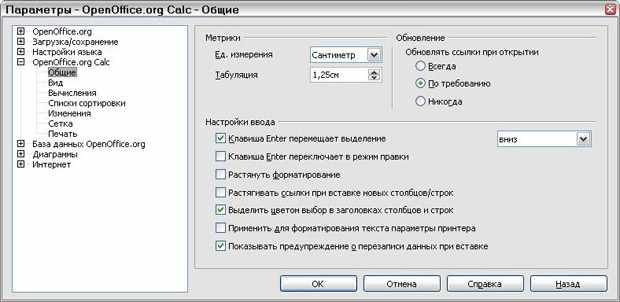 Параметры - OpenOffice.org Calc - Общие
OpenOffice.org
Загрузка/сохранение
Настройки языка
OpenOffice.org Calc
Общие
Вид
Вычисления
Списки сортировки
Изменения
Сетка
Печать
База данных OpenOffice.org
Диаграммы
Интернет
Метрики
Ед. измерения
Сантиметр
Табуляция
1,25см
Обновление
Обновлять ссылки при открытии
Всегда
По требованию
Никогда
Настройки ввода
Клавиша Enter перемещает выделение
вниз
Клавиша Enter переключает в режим правки
Растянуть форматирование
Растягивать ссылки при вставке новых столбцов/строк
Выделить цветом выбор в заголовках столбцов и строк
Применить для форматирования текста параметры принтера
Показывать предупреждение о перезаписи данных при вставке
ОК
Отмена
Справка
Назад